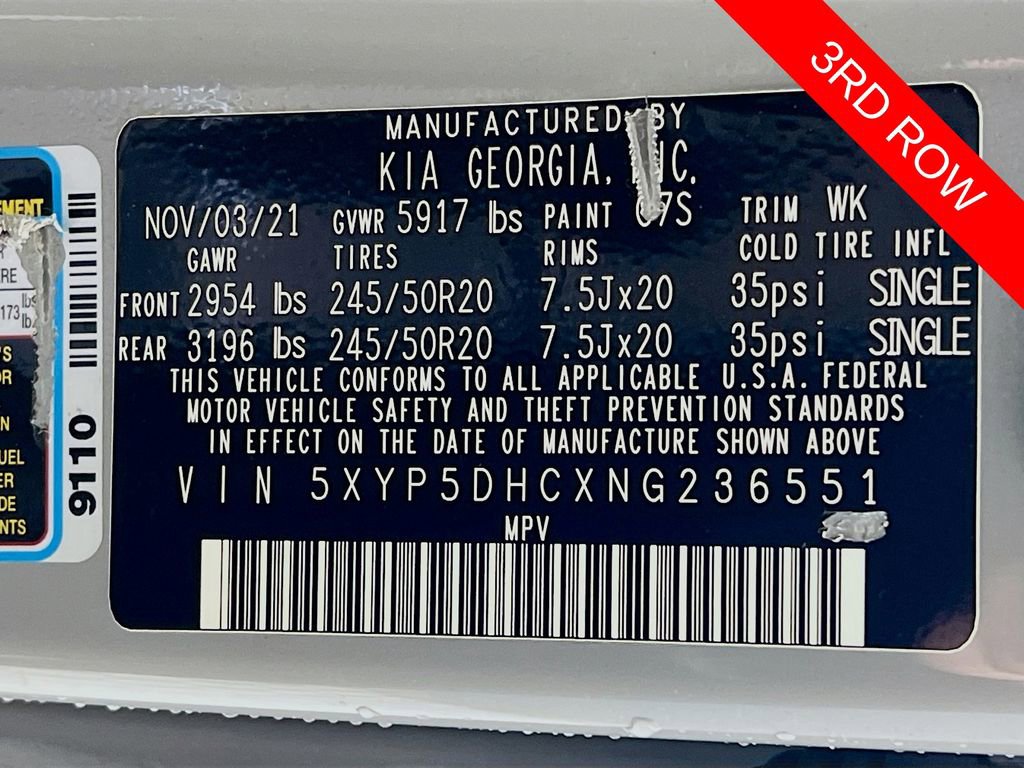 3RD ROW
MANUFACTURED BY
KIA GEORGIA, INC.
NOV/03/21 GVWR 5917 lbs PAINT TRIM WK
GAWR TIRES RIMS COLD TIRE INFL
FRONT 2954 lbs 245/50R20 7.5Jx20 35psi SINGLE
REAR 3196 lbs 245/50R20 7.5Jx20 35psi SINGLE
THIS VEHICLE CONFORMS TO ALL APPLICABLE U.S.A. FEDERAL
MOTOR VEHICLE SAFETY AND THEFT PREVENTION STANDARDS
IN EFFECT ON THE DATE OF MANUFACTURE SHOWN ABOVE
VIN 5XYP5DHCXNG236551
MPV
9110